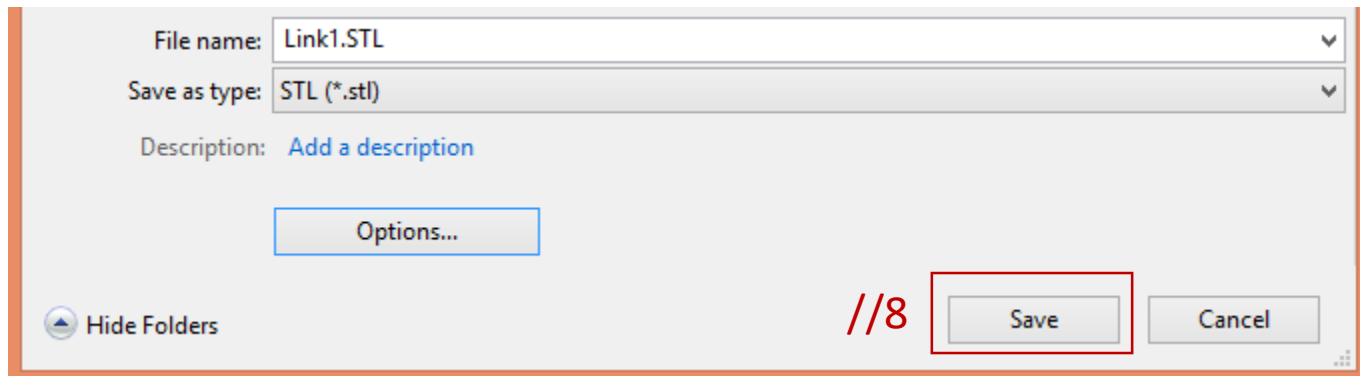 File name: Link1.STL
Save as type: STL (*.stl)
Description: Add a description
Options...
Hide Folders //8 Save Cancel